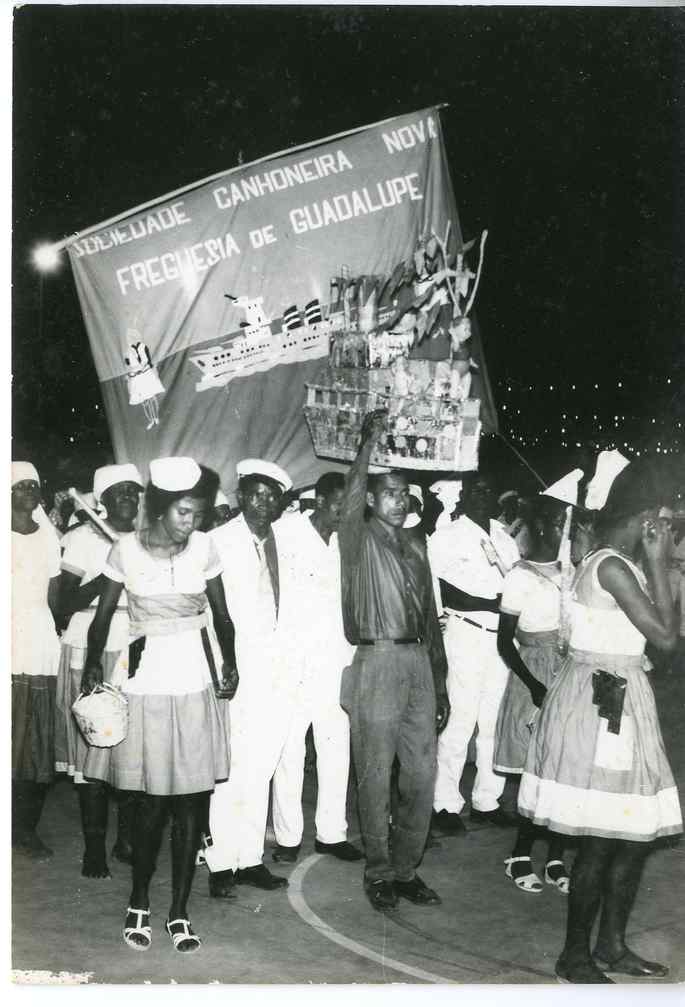 SOCIEDADE CANHONEIRA NOVA
FREGUESIA DE GUADALUPE